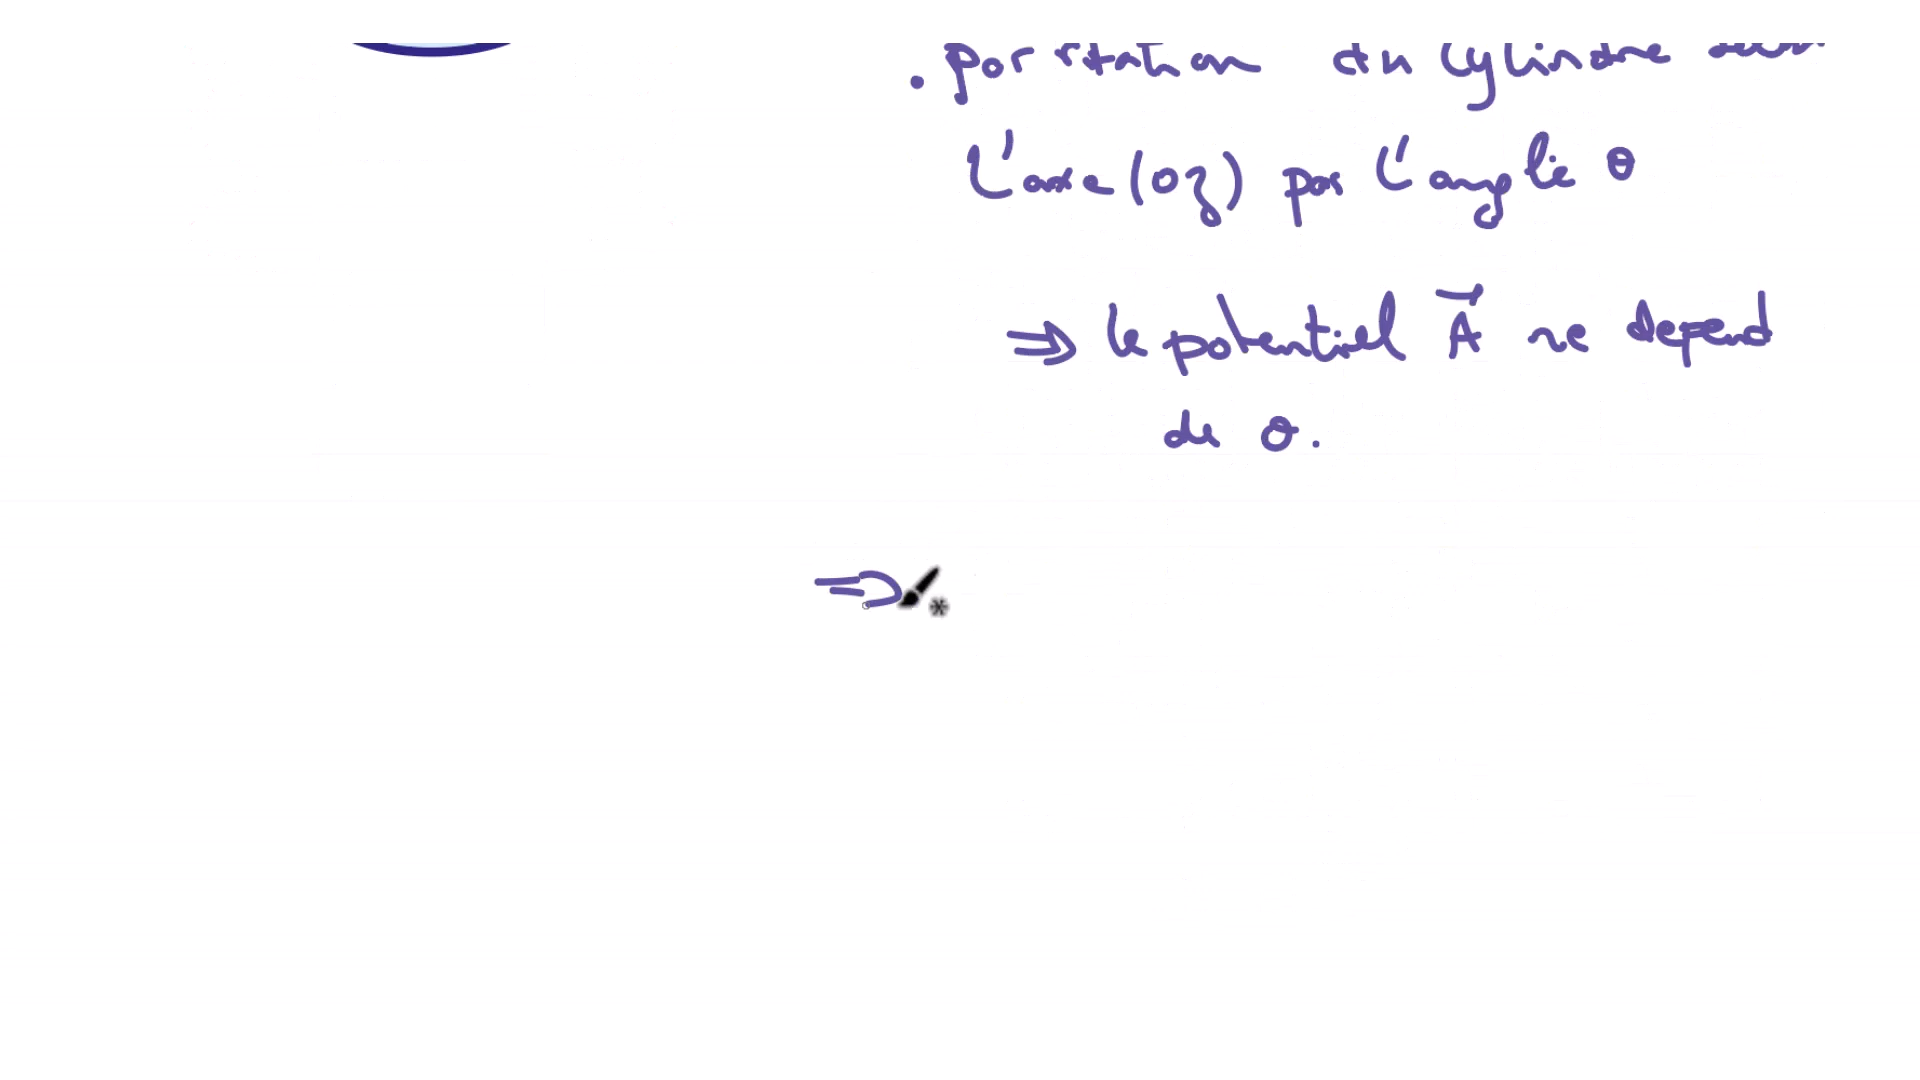 . par rotation du cylindre
L'axe (oz) par L'angle θ
⇒ le potentiel A⃗ ne depend
de θ.
⇒